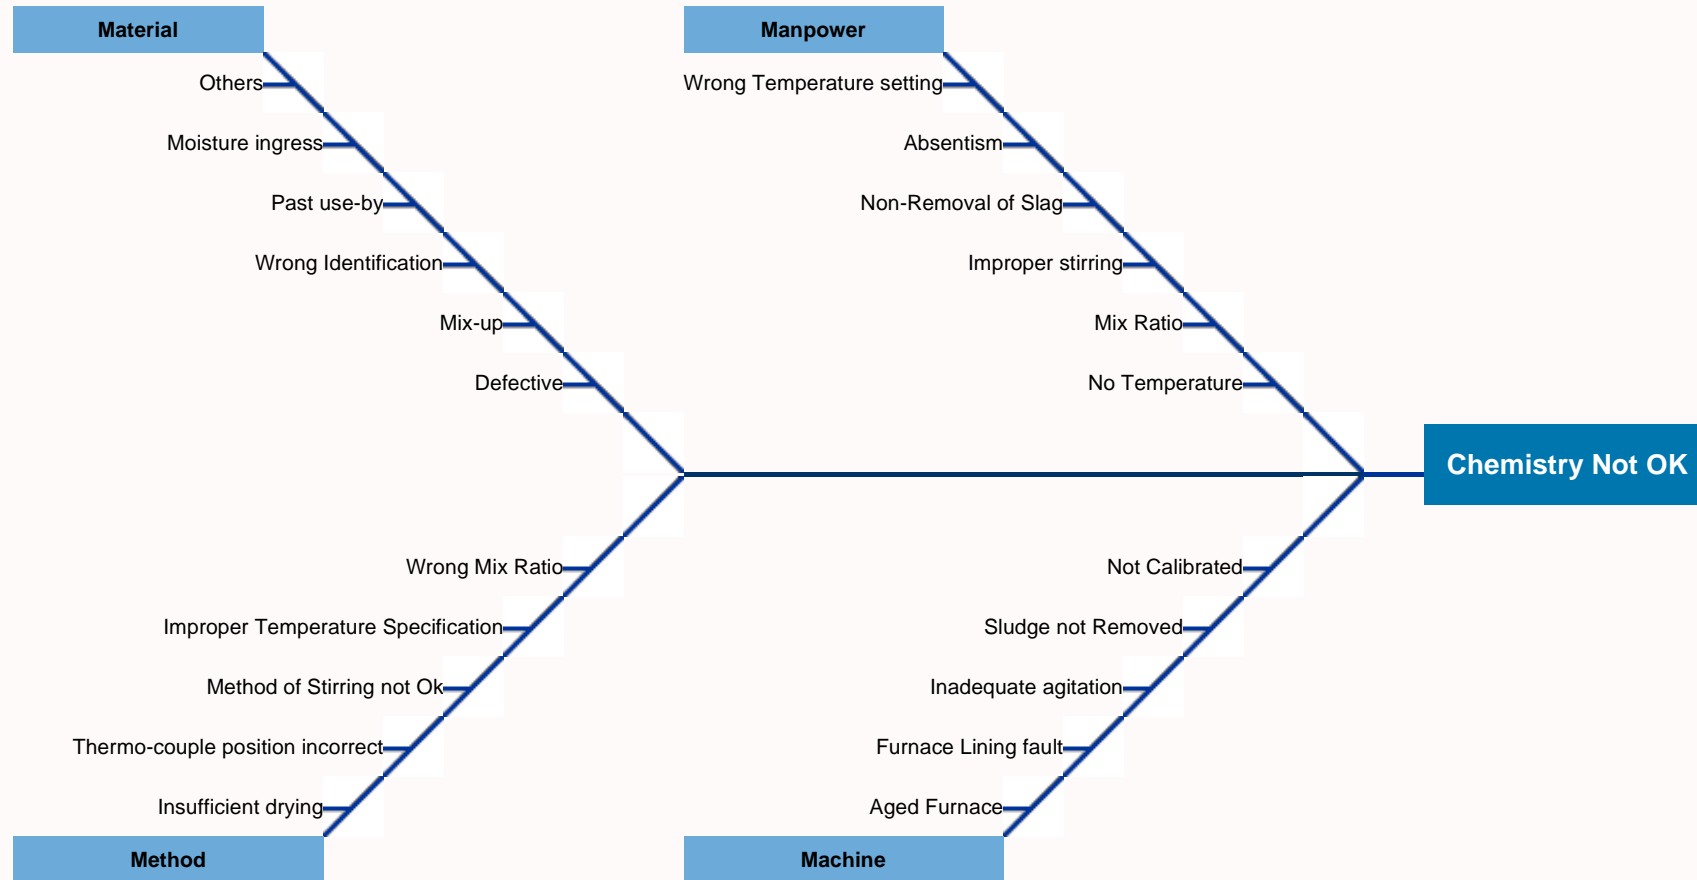 Material
Others
Moisture ingress
Past use-by
Wrong Identification
Mix-up
Defective
Manpower
Wrong Temperature setting
Absentism
Non-Removal of Slag
Improper stirring
Mix Ratio
No Temperature
Chemistry Not OK
Wrong Mix Ratio
Improper Temperature Specification
Method of Stirring not Ok
Thermo-couple position incorrect
Insufficient drying
Method
Not Calibrated
Sludge not Removed
Inadequate agitation
Furnace Lining fault
Aged Furnace
Machine